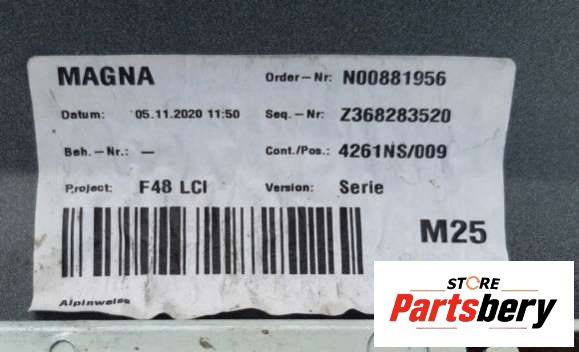 MAGNA Order-Nr: N00881956
Datum: 05.11.2020 11:50 Seq.-Nr: Z368283520
Beh.-Nr.: — Cont./Pos.: 4261NS/009
Project: F48 LCI Version: Serie
M25
Alpinweiss
STORE
Partsbery